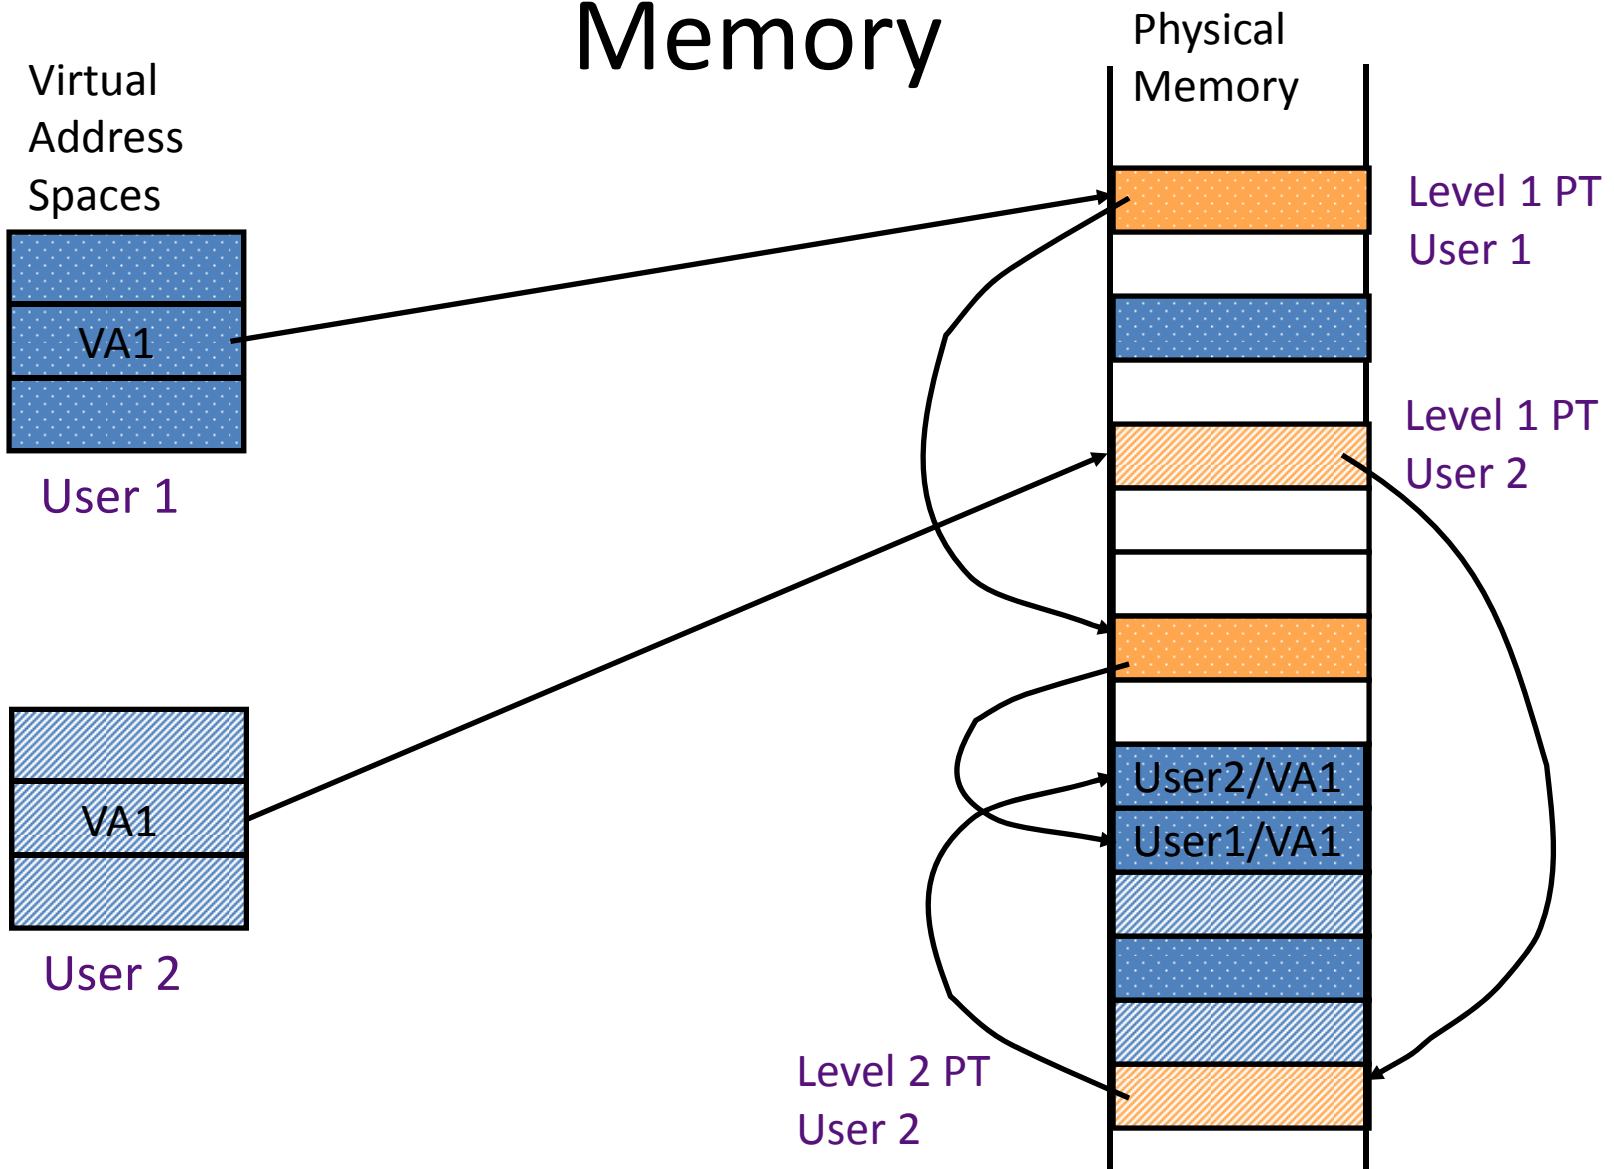 Memory
Physical
Memory
Virtual
Address
Spaces
Level 1 PT
User 1
VA1
Level 1 PT
User 2
User 1
User2/VA1
VA1
User1/VA1
User 2
Level 2 PT
User 2